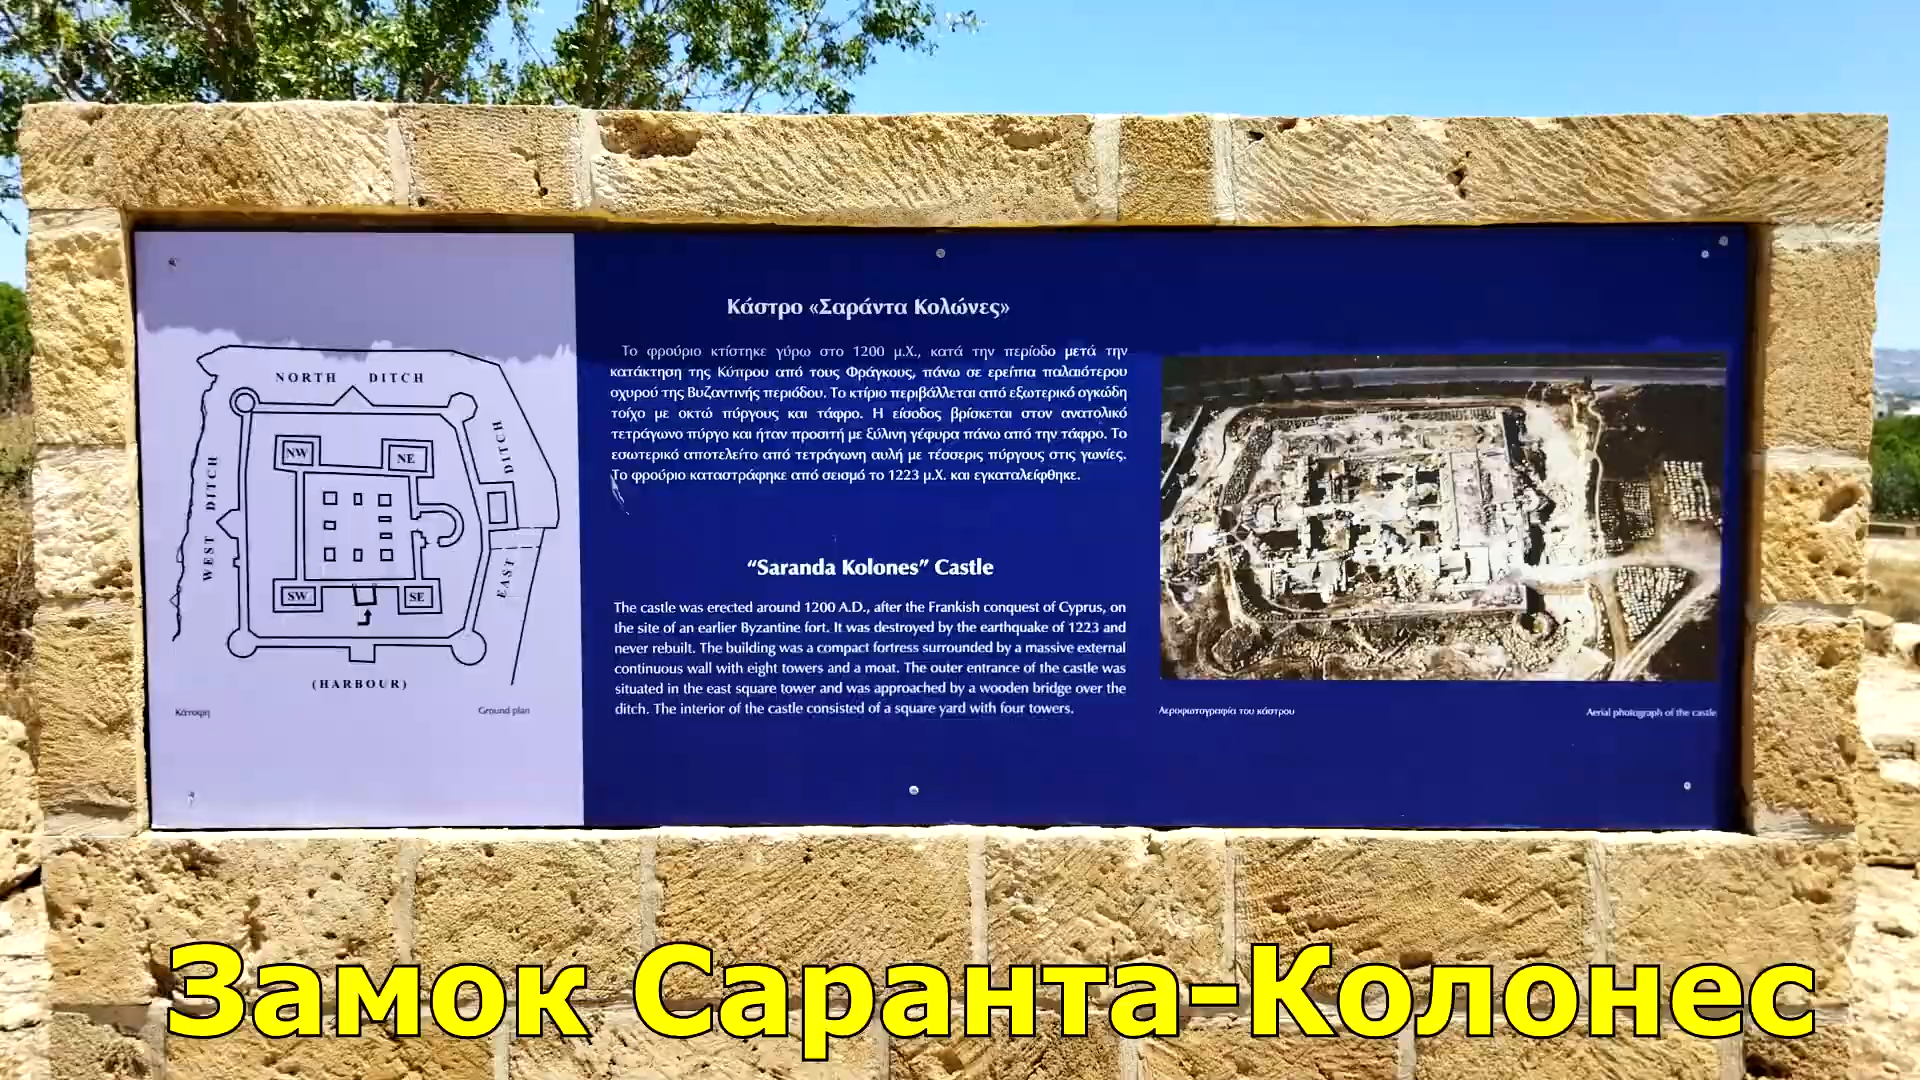 NORTH DITCH
WEST DITCH
EAST DITCH
NW
NE
SW
SE
(HARBOUR)
Κάτοψη
Ground plan
Κάστρο «Σαράντα Κολώνες»
Το φρούριο κτίστηκε γύρω στο 1200 μ.Χ., κατά την περίοδο μετά την
κατάκτηση της Κύπρου από τους Φράγκους, πάνω σε ερείπια παλαιότερου
οχυρού της Βυζαντινής περιόδου. Το κτίριο περιβάλλεται από εξωτερικό ογκώδη
τοίχο με οκτώ πύργους και τάφρο. Η είσοδος βρίσκεται στον ανατολικό
τετράγωνο πύργο και ήταν προσιτή με ξύλινη γέφυρα πάνω από την τάφρο. Το
εσωτερικό αποτελείτο από τετράγωνη αυλή με τέσσερις πύργους στις γωνίες.
Το φρούριο καταστράφηκε από σεισμό το 1223 μ.Χ. και εγκαταλείφθηκε.
“Saranda Kolones” Castle
The castle was erected around 1200 A.D., after the Frankish conquest of Cyprus, on
the site of an earlier Byzantine fort. It was destroyed by the earthquake of 1223 and
never rebuilt. The building was a compact fortress surrounded by a massive external
continuous wall with eight towers and a moat. The outer entrance of the castle was
situated in the east square tower and was approached by a wooden bridge over the
ditch. The interior of the castle consisted of a square yard with four towers.
Αεροφωτογραφία του κάστρου
Aerial photograph of the castle
Замок Саранта-Колонес